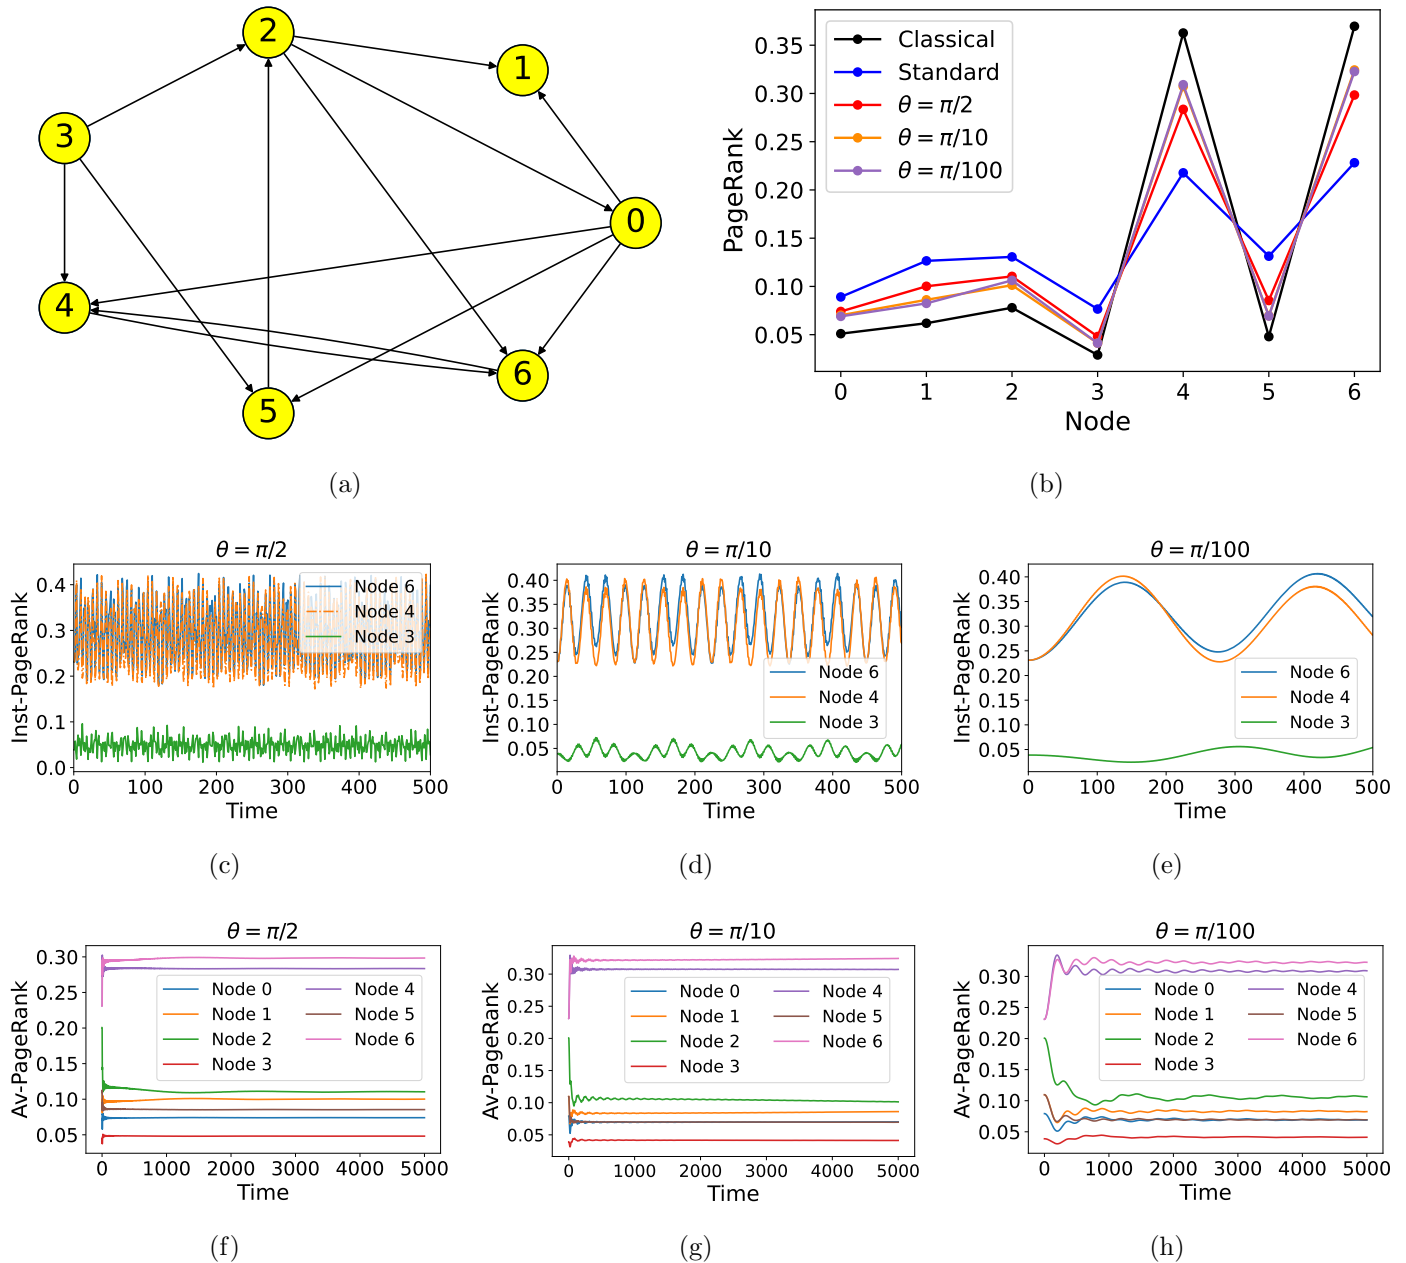 2
1
3
0
4
6
5
(a)
Classical
Standard
θ = π/2
θ = π/10
θ = π/100
PageRank
0.35
0.30
0.25
0.20
0.15
0.10
0.05
0 1 2 3 4 5 6
Node
(b)
θ = π/2
Inst-PageRank
0.4
0.3
0.2
0.1
0.0
Node 6
Node 4
Node 3
0 100 200 300 400 500
Time
(c)
θ = π/10
Inst-PageRank
0.40
0.35
0.30
0.25
0.20
0.15
0.10
0.05
Node 6
Node 4
Node 3
0 100 200 300 400 500
Time
(d)
θ = π/100
Inst-PageRank
0.40
0.35
0.30
0.25
0.20
0.15
0.10
0.05
Node 6
Node 4
Node 3
0 100 200 300 400 500
Time
(e)
θ = π/2
Av-PageRank
0.30
0.25
0.20
0.15
0.10
0.05
Node 0 Node 4
Node 1 Node 5
Node 2 Node 6
Node 3
0 1000 2000 3000 4000 5000
Time
(f)
θ = π/10
Av-PageRank
0.30
0.25
0.20
0.15
0.10
0.05
Node 0 Node 4
Node 1 Node 5
Node 2 Node 6
Node 3
0 1000 2000 3000 4000 5000
Time
(g)
θ = π/100
Av-PageRank
0.30
0.25
0.20
0.15
0.10
0.05
Node 0 Node 4
Node 1 Node 5
Node 2 Node 6
Node 3
0 1000 2000 3000 4000 5000
Time
(h)